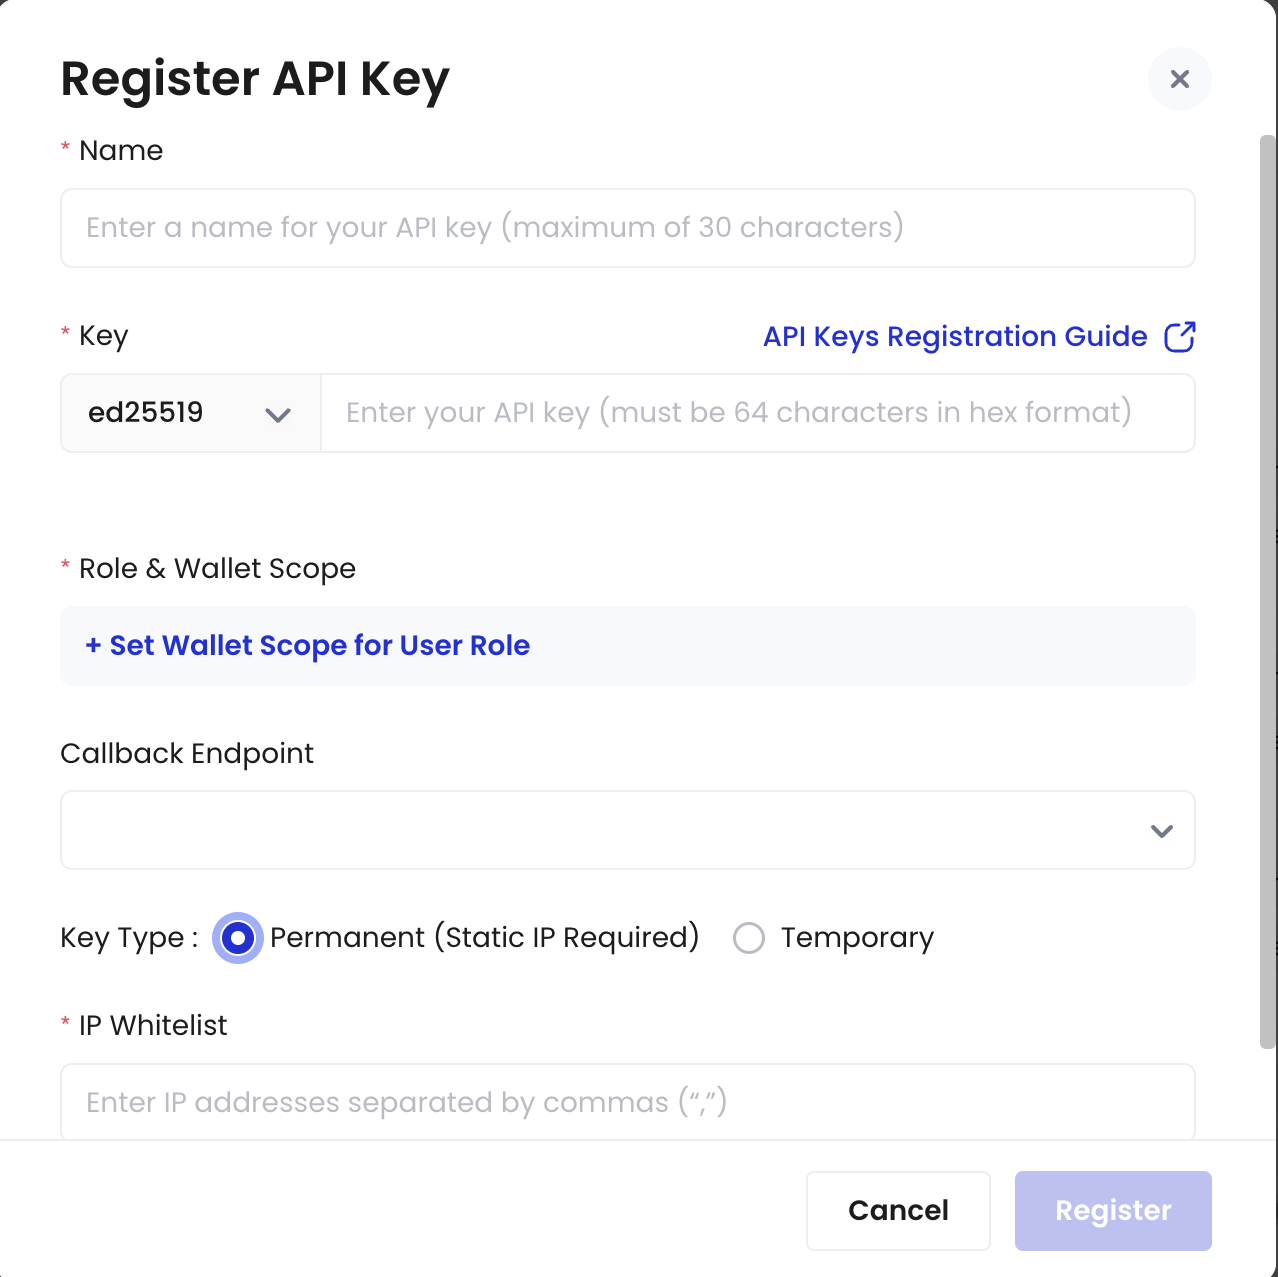 Register API Key
* Name
Enter a name for your API key (maximum of 30 characters)
* Key
API Keys Registration Guide
ed25519
Enter your API key (must be 64 characters in hex format)
* Role & Wallet Scope
+ Set Wallet Scope for User Role
Callback Endpoint
Key Type : Permanent (Static IP Required) Temporary
* IP Whitelist
Enter IP addresses separated by commas (“,”)
Cancel
Register